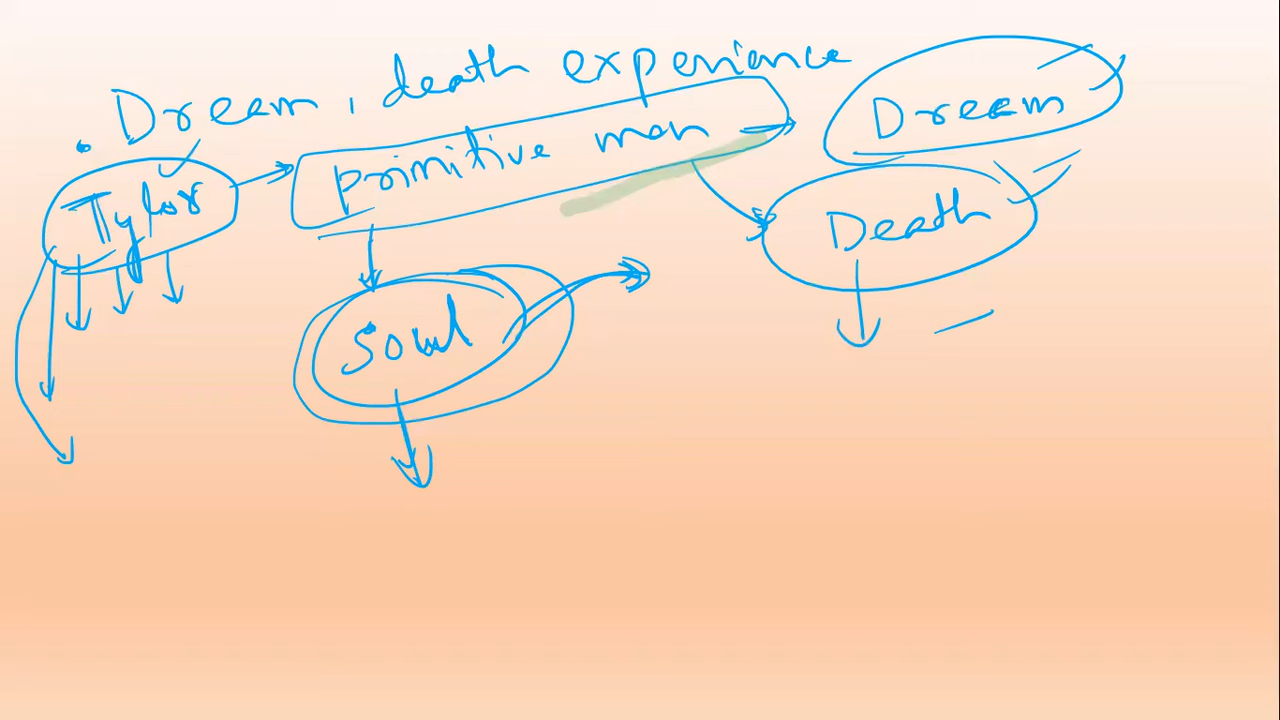 . Dream, death experience
Tylor
primitive man
Dream
Death
Soul